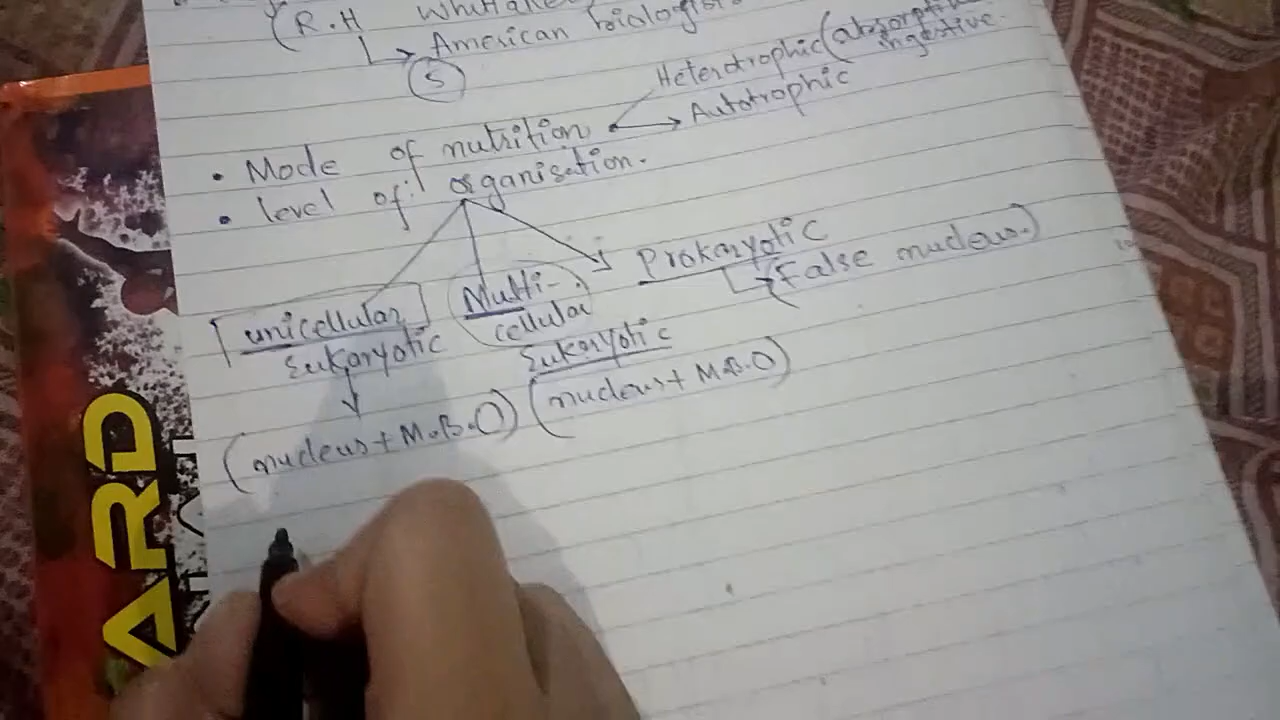 (R.H Whittaker
American biologist
5
Heterotrophic (absorptive
ingestive.
Autotrophic
• Mode of nutrition
• level of organisation.
Prokaryotic
(False nucleus.)
unicellular
Eukaryotic
Multi-
cellular
Eukaryotic
(nucleus + M.B.O)
(nucleus + M.B.O)
ARD